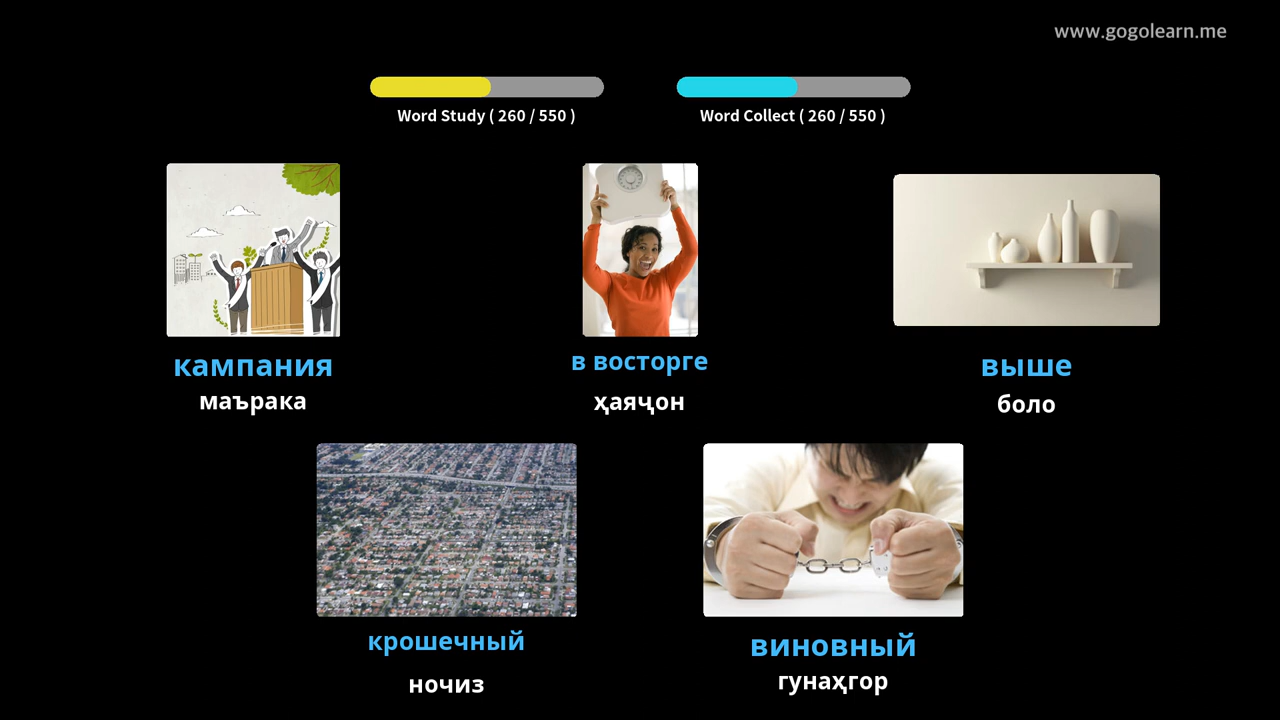 www.gogolearn.me
Word Study ( 260 / 550 )
Word Collect ( 260 / 550 )
кампания
маърака
в восторге
ҳаяҷон
выше
боло
крошечный
ночиз
виновный
гунаҳгор